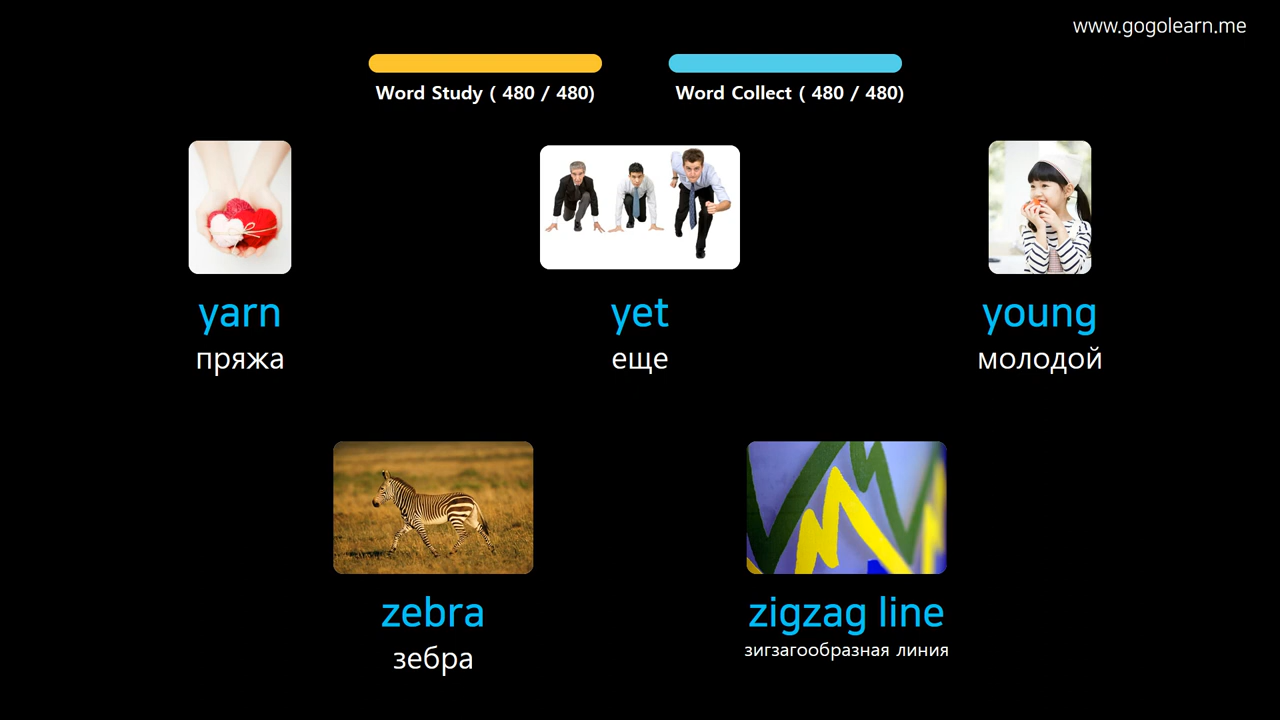 www.gogolearn.me
Word Study ( 480 / 480)
Word Collect ( 480 / 480)
yarn
пряжа
yet
еще
young
молодой
zebra
зебра
zigzag line
зигзагообразная линия